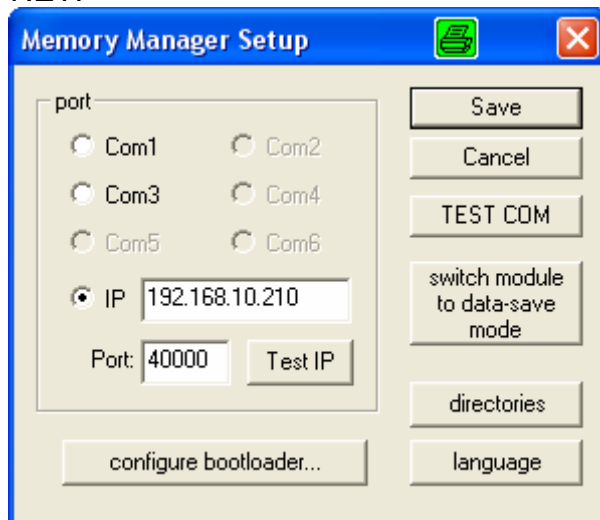 Memory Manager Setup
port
Com1 Com2
Com3 Com4
Com5 Com6
IP 192.168.10.210
Port: 40000 Test IP
configure bootloader...
Save
Cancel
TEST COM
switch module
to data-save
mode
directories
language